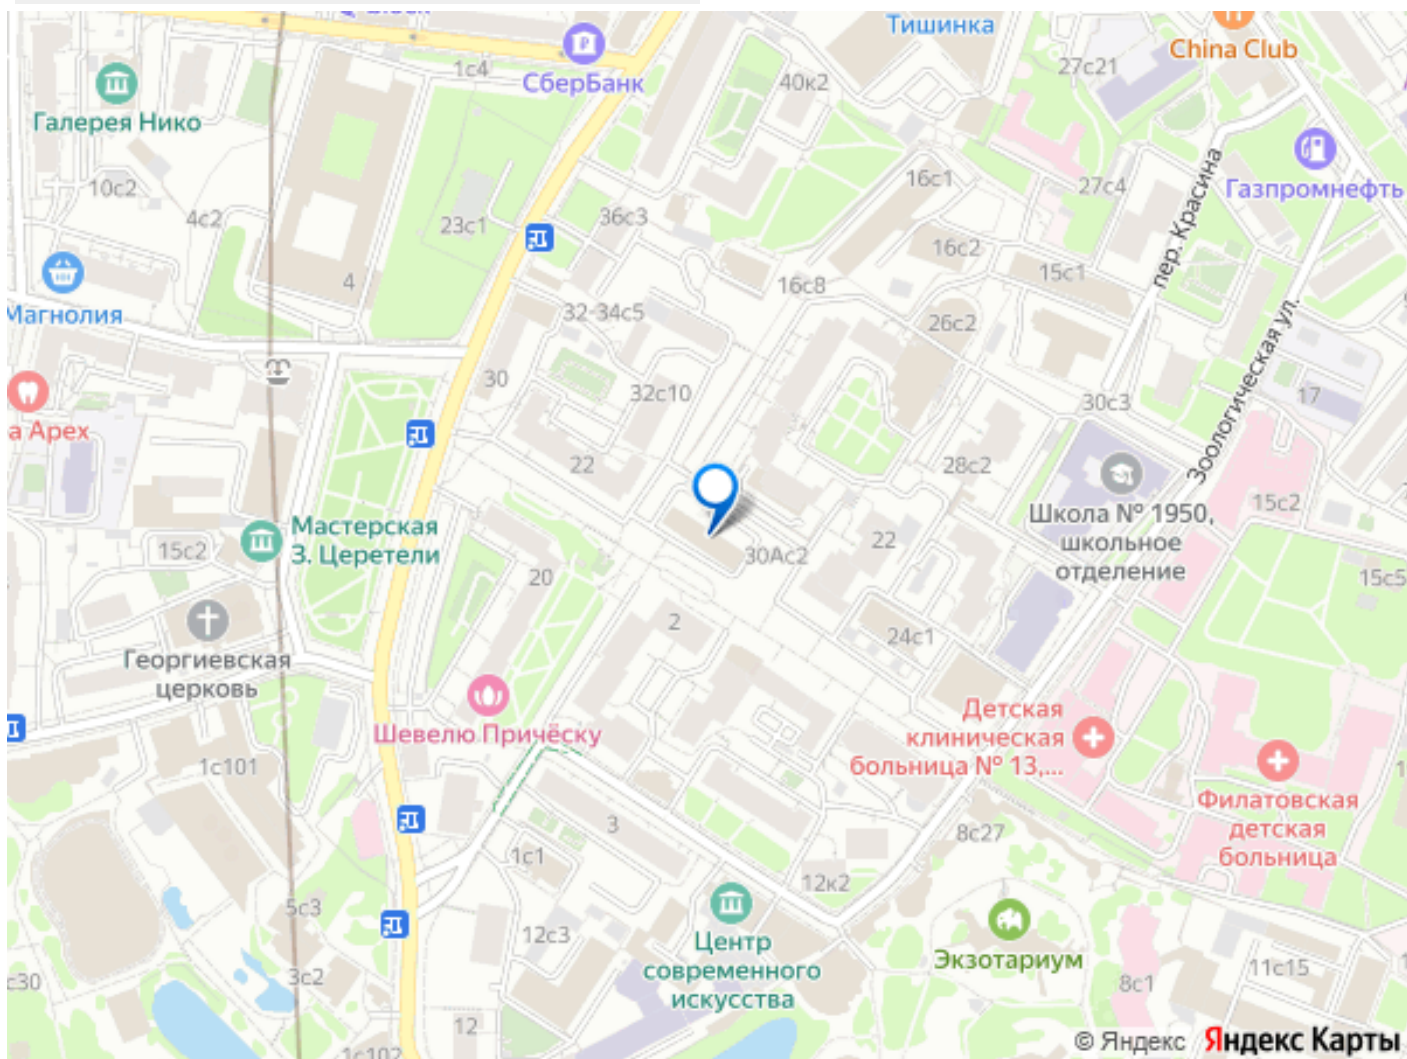 Тишинка
China Club
27с21
1с4
СберБанк
40к2
Галерея Нико
10с2
4с2
23с1
36с3
16с1
27с4
пер. Красина
Газпромнефть
16с2
15с1
4
16с8
Магнолия
32-34с5
26с2
Зоологическая ул.
30
32с10
30с3
17
а Арех
22
28с2
15с2
Школа № 1950,
школьное
отделение
Мастерская
З. Церетели
15с2
20
30Ас2
22
15с5
2
24с1
Георгиевская
церковь
Шевелю Причёску
Детская
клиническая
больница № 13,...
1с101
Филатовская
детская
больница
3
8с27
1с1
12к2
5с3
12с3
Центр
современного
искусства
Экзотариум
3с2
с30
8с1
11с15
12
1с102
© Яндекс Яндекс Карты